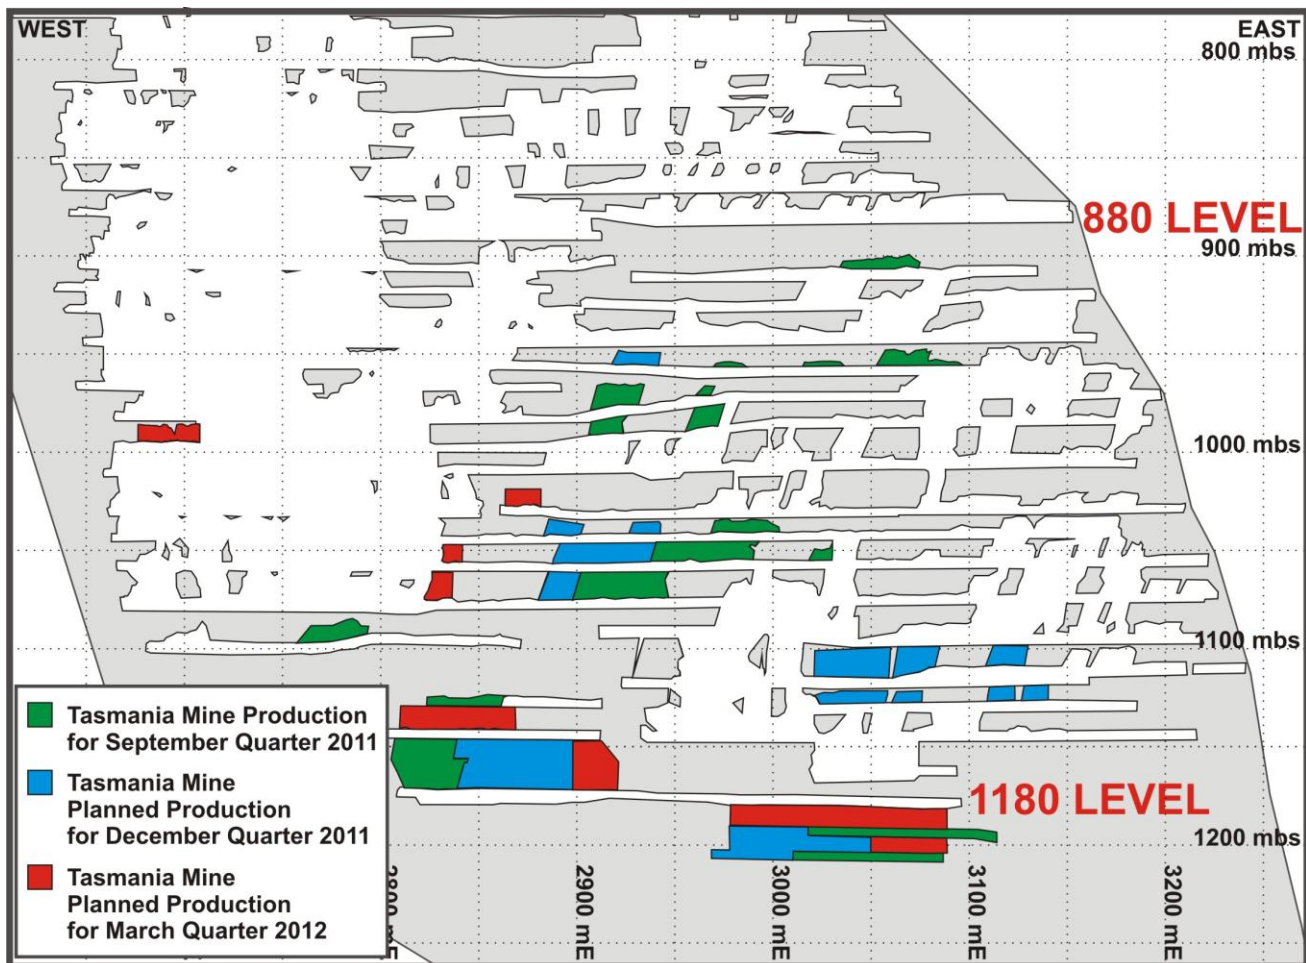 WEST
EAST
800 mbs
880 LEVEL
900 mbs
1000 mbs
1100 mbs
1180 LEVEL
1200 mbs
Tasmania Mine Production
for September Quarter 2011
Tasmania Mine
Planned Production
for December Quarter 2011
Tasmania Mine
Planned Production
for March Quarter 2012
2900 mE
3000 mE
3100 mE
3200 mE